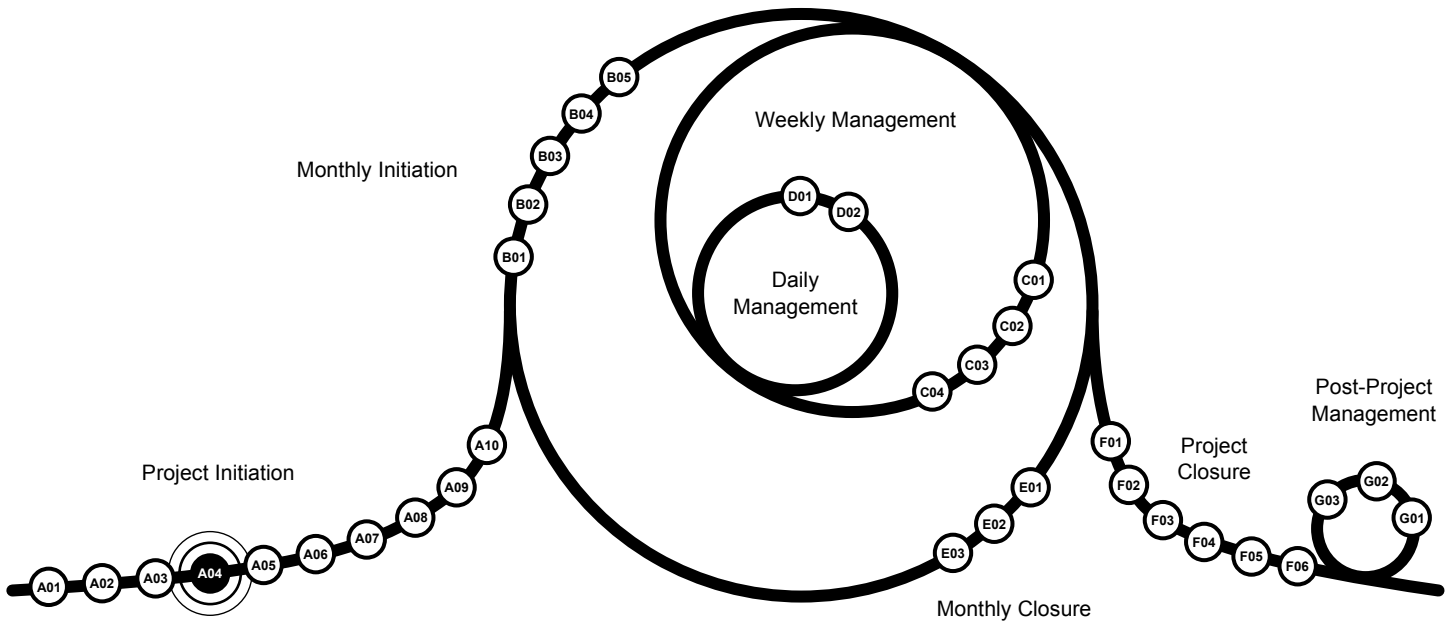 Project Initiation
A01
A02
A03
A04
A05
A06
A07
A08
A09
A10
Monthly Initiation
B01
B02
B03
B04
B05
Weekly Management
C01
C02
C03
C04
Daily
Management
D01
D02
Monthly Closure
E01
E02
E03
Project
Closure
F01
F02
F03
F04
F05
F06
Post-Project
Management
G01
G02
G03